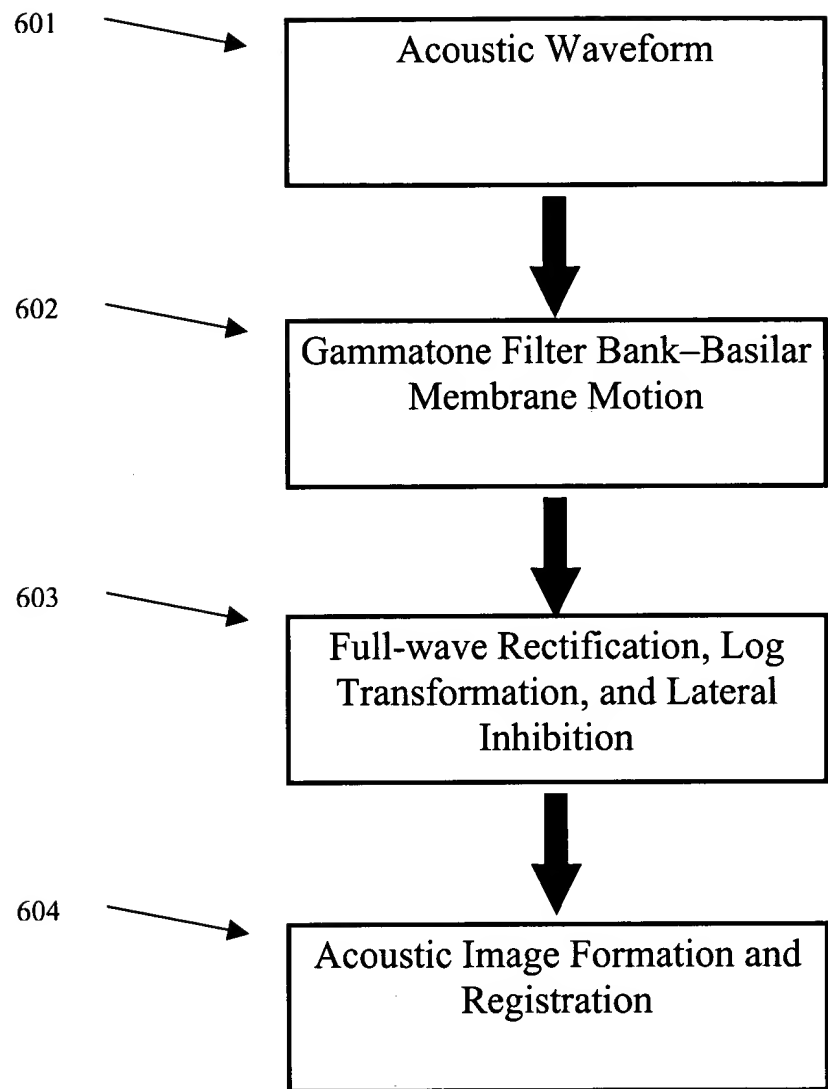 601
Acoustic Waveform
602
Gammatone Filter Bank–Basilar
Membrane Motion
603
Full-wave Rectification, Log
Transformation, and Lateral
Inhibition
604
Acoustic Image Formation and
Registration